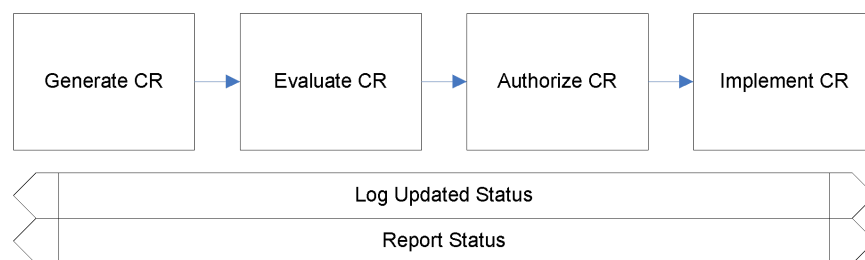 Generate CR
Evaluate CR
Authorize CR
Implement CR
Log Updated Status
Report Status